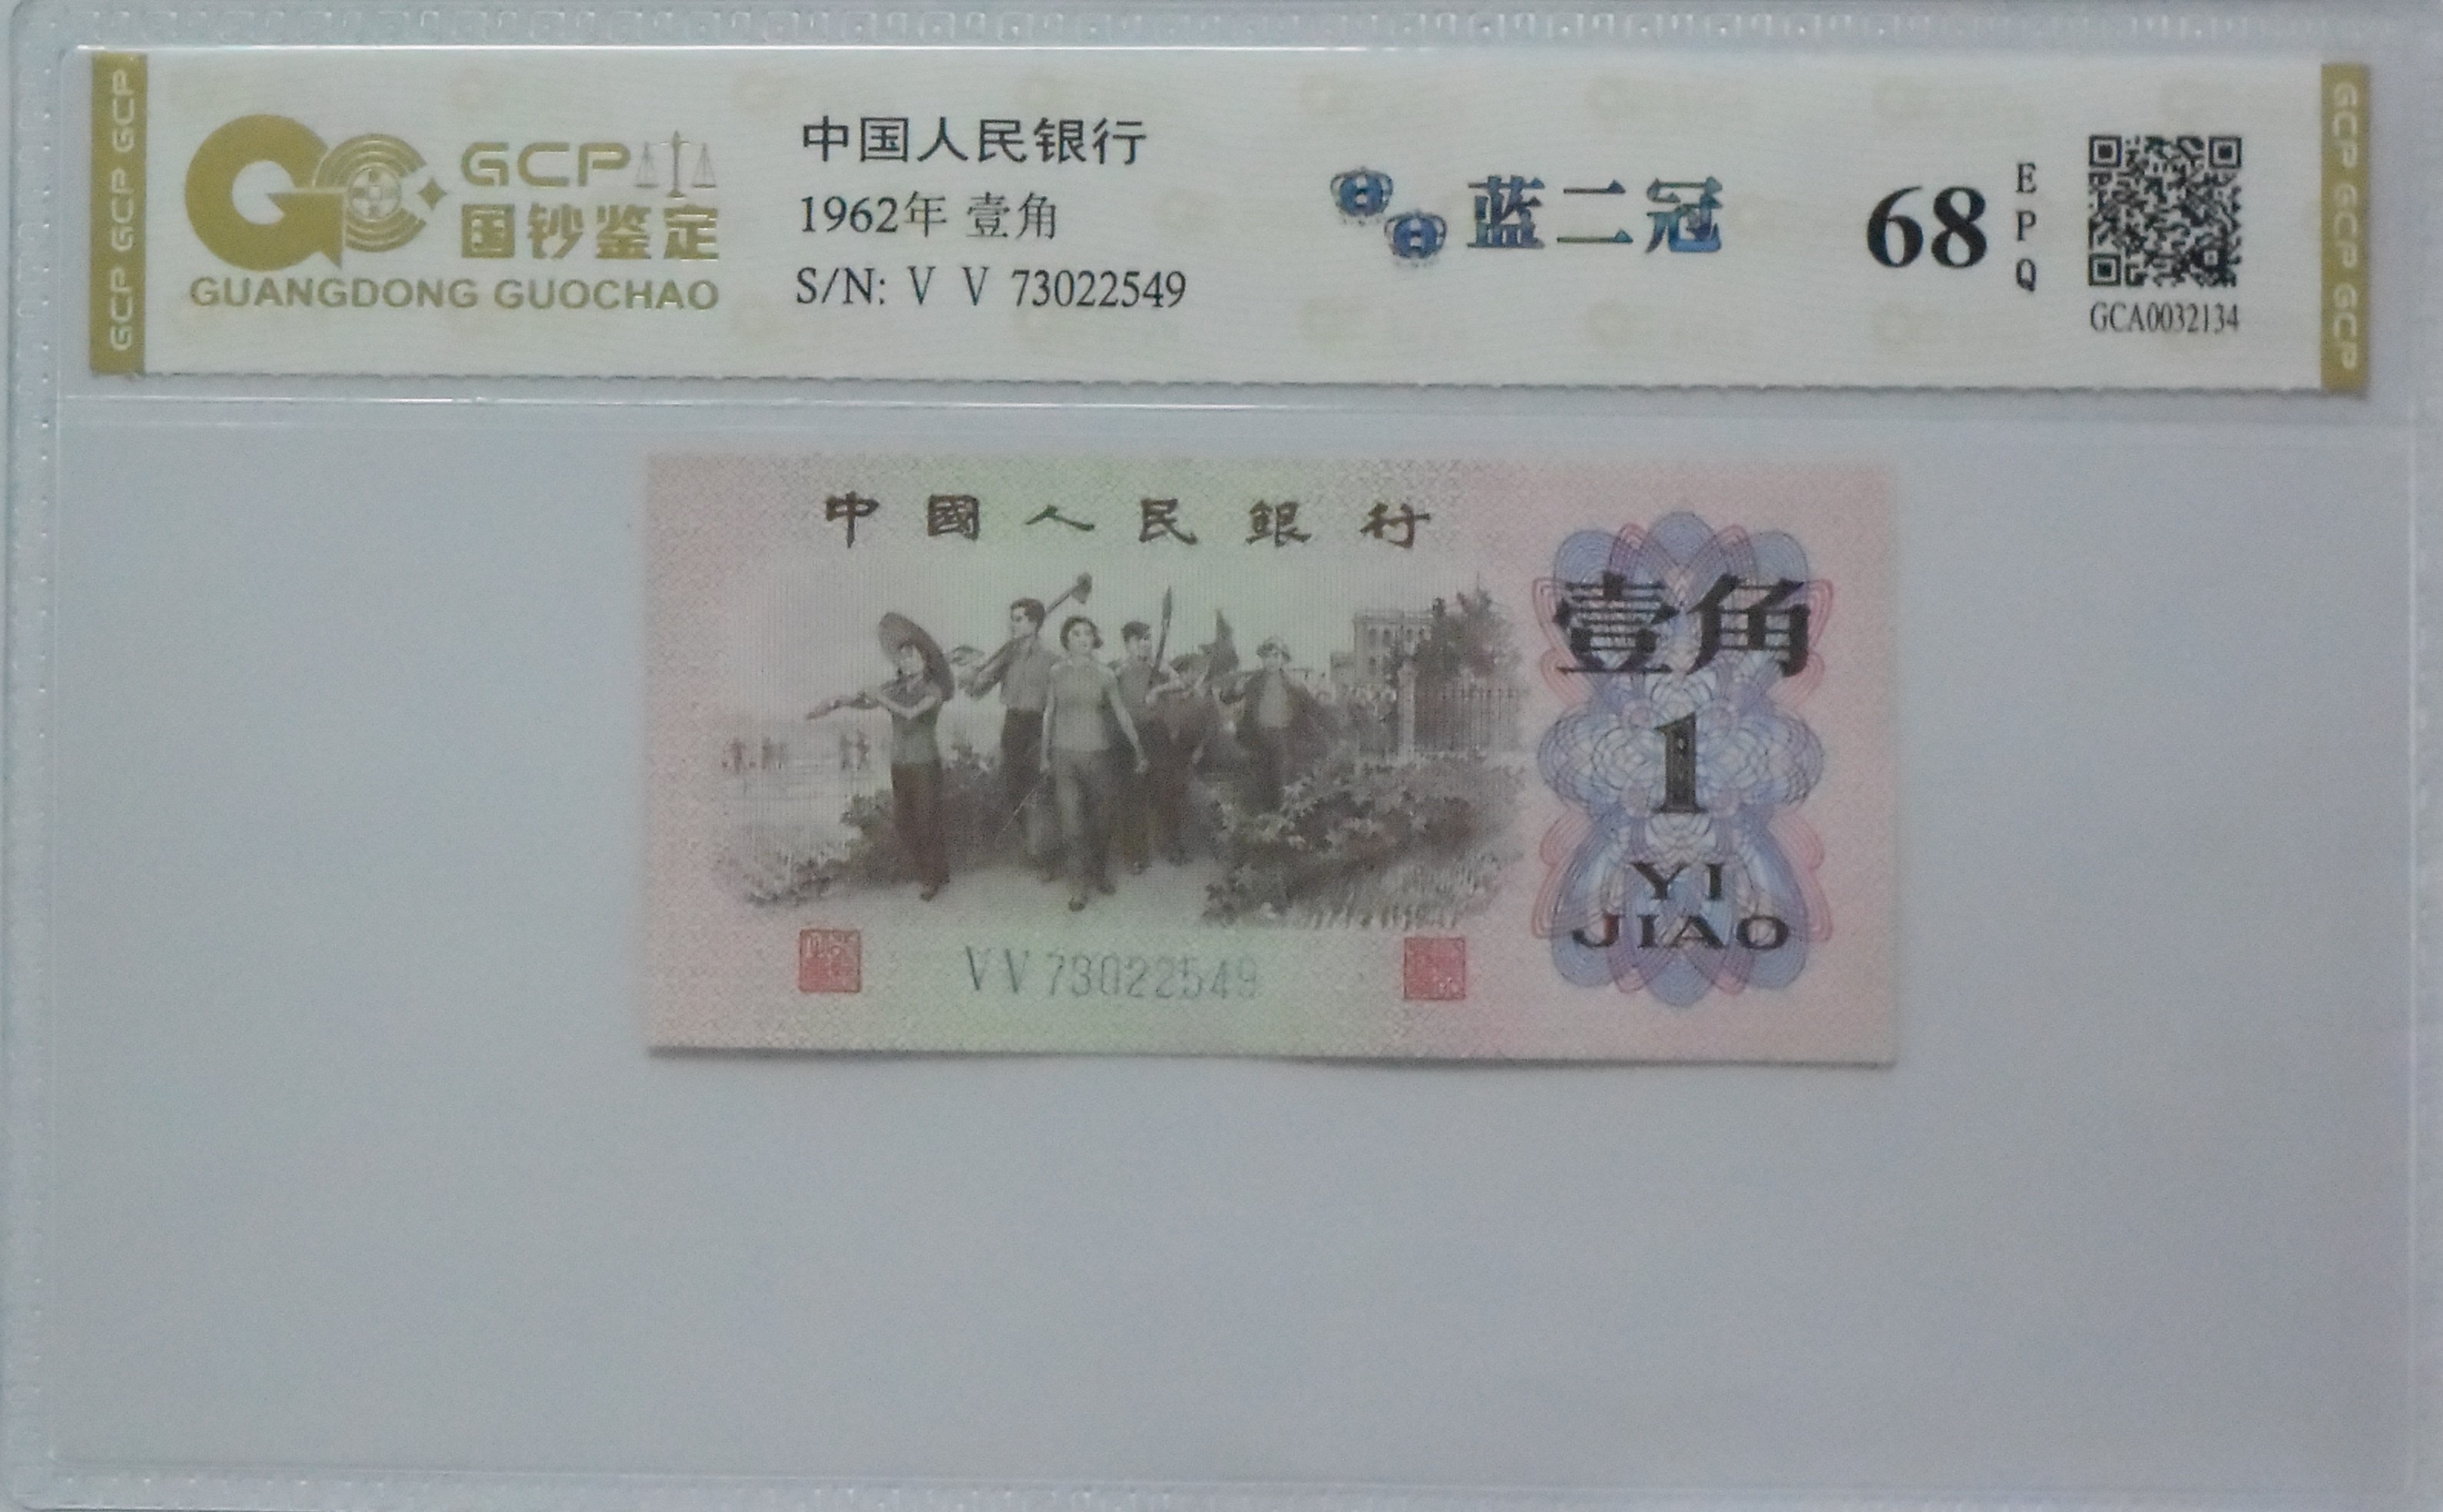 GCP GCP GCP
GCP
国钞鉴定
GUANGDONG GUOCHAO
中国人民银行
1962年 壹角
S/N: V V 73022549
蓝二冠
68
E
P
Q
GCA0032134
GCP GCP GCP
中國人民銀行
壹角
1
YI
JIAO
VV 73022549